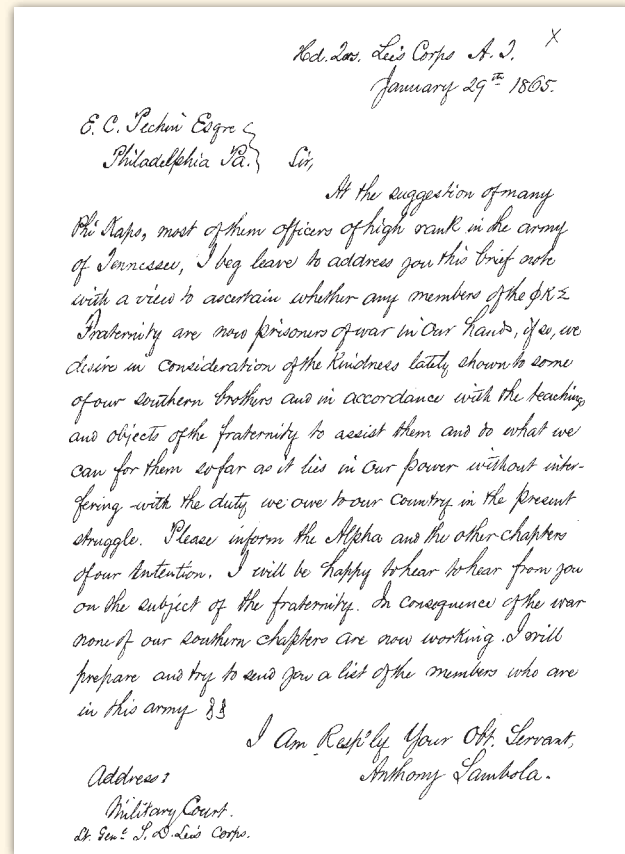 Hd. Qrs. Lee's Corps A. T. X
January 29th 1865.
E. C. Pechin Esqre
Philadelphia Pa. Sir,
At the suggestion of many
Phi Kaps, most of them officers of high rank in the army
of Tennessee, I beg leave to address you this brief note
with a view to ascertain whether any members of the ΦΚΣ
Fraternity are now prisoners of war in our hands, if so, we
desire in consideration of the kindness lately shown to some
of our southern brothers and in accordance with the teachings
and objects of the fraternity to assist them and do what we
can for them so far as it lies in our power without inter-
fering with the duty we owe to our country in the present
struggle. Please inform the Alpha and the other chapters
of our intention. I will be happy to hear to hear from you
on the subject of the fraternity. In consequence of the war
none of our southern chapters are now working. I will
prepare and try to send you a list of the members who are
in this army
I Am Resp'ly Your Obt. Servant,
Anthony Sambola.
Address:
Military Court.
Lt. Genl. S. D. Lee's Corps.